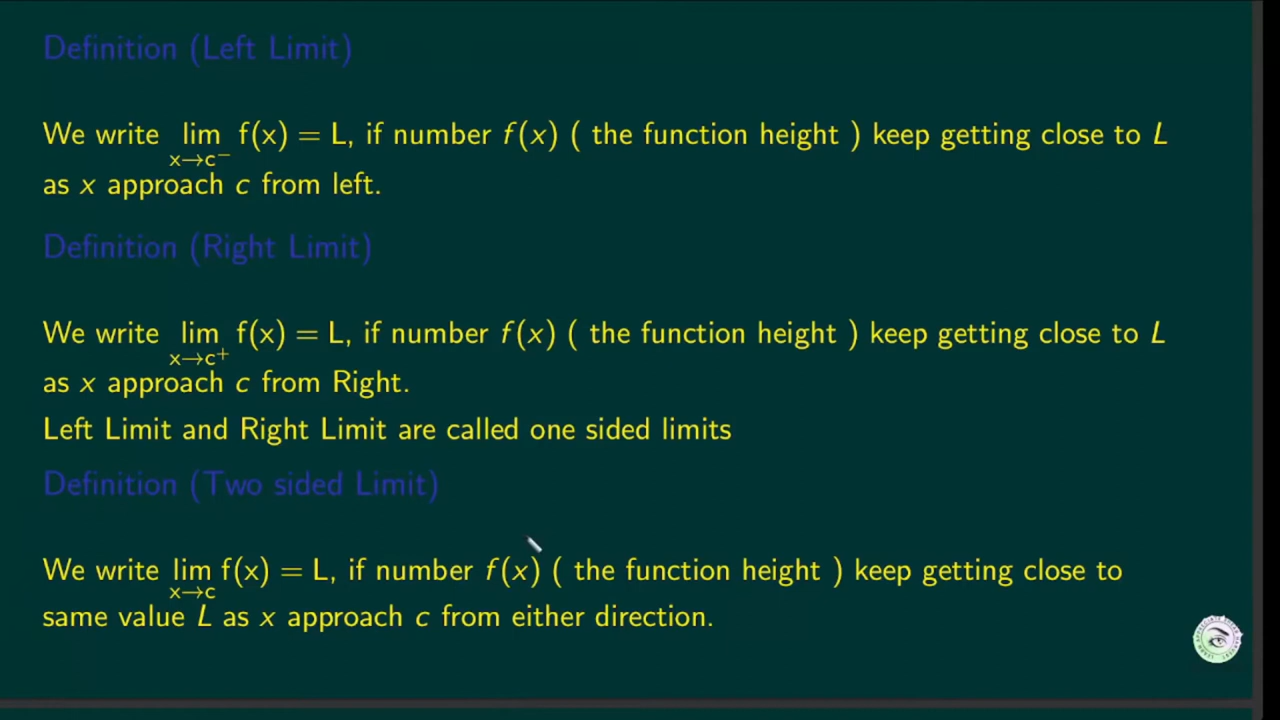 Definition (Left Limit)
We write lim f(x) = L, if number f(x) ( the function height ) keep getting close to L
x→c⁻
as x approach c from left.
Definition (Right Limit)
We write lim f(x) = L, if number f(x) ( the function height ) keep getting close to L
x→c⁺
as x approach c from Right.
Left Limit and Right Limit are called one sided limits
Definition (Two sided Limit)
We write lim f(x) = L, if number f(x) ( the function height ) keep getting close to
x→c
same value L as x approach c from either direction.